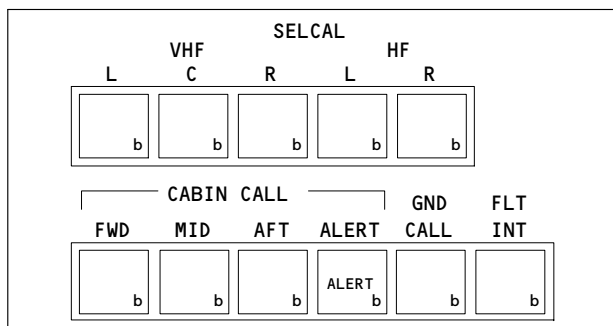 SELCAL
VHF HF
L C R L R
b b b b b
CABIN CALL GND FLT
FWD MID AFT ALERT CALL INT
ALERT
b b b b b b